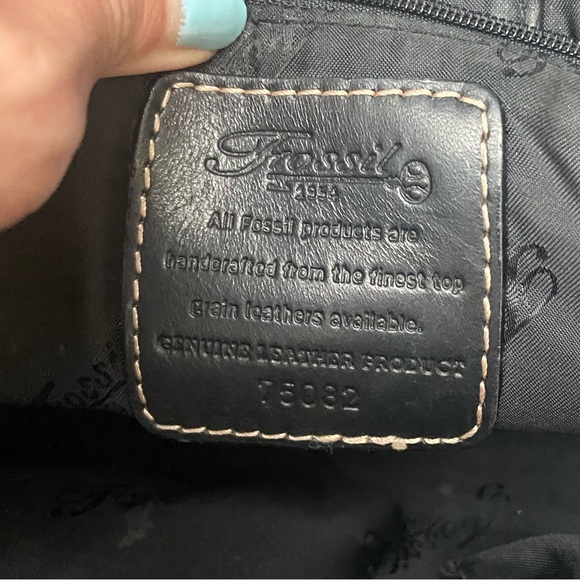 Fossil
1954
All Fossil products are
handcrafted from the finest top
grain leathers available.
GENUINE LEATHER PRODUCT
75082